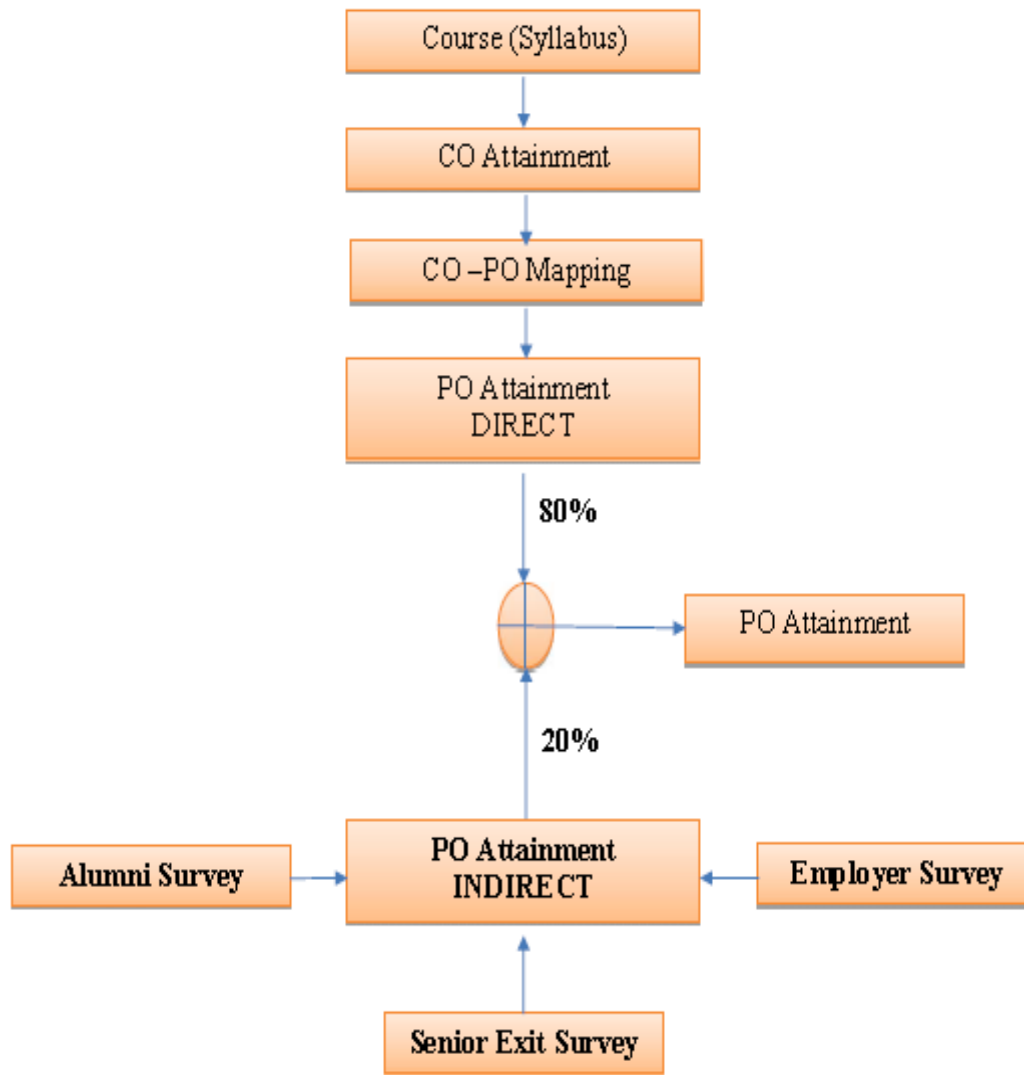 Course (Syllabus)
CO Attainment
CO –PO Mapping
PO Attainment
DIRECT
80%
PO Attainment
20%
PO Attainment
INDIRECT
Alumni Survey
Employer Survey
Senior Exit Survey